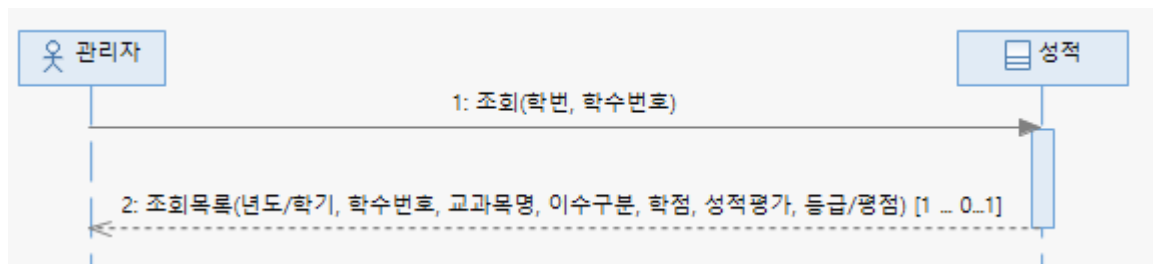 관리자
성적
1: 조회(학번, 학수번호)
2: 조회목록(년도/학기, 학수번호, 교과목명, 이수구분, 학점, 성적평가, 등급/평점) [1 ... 0...1]